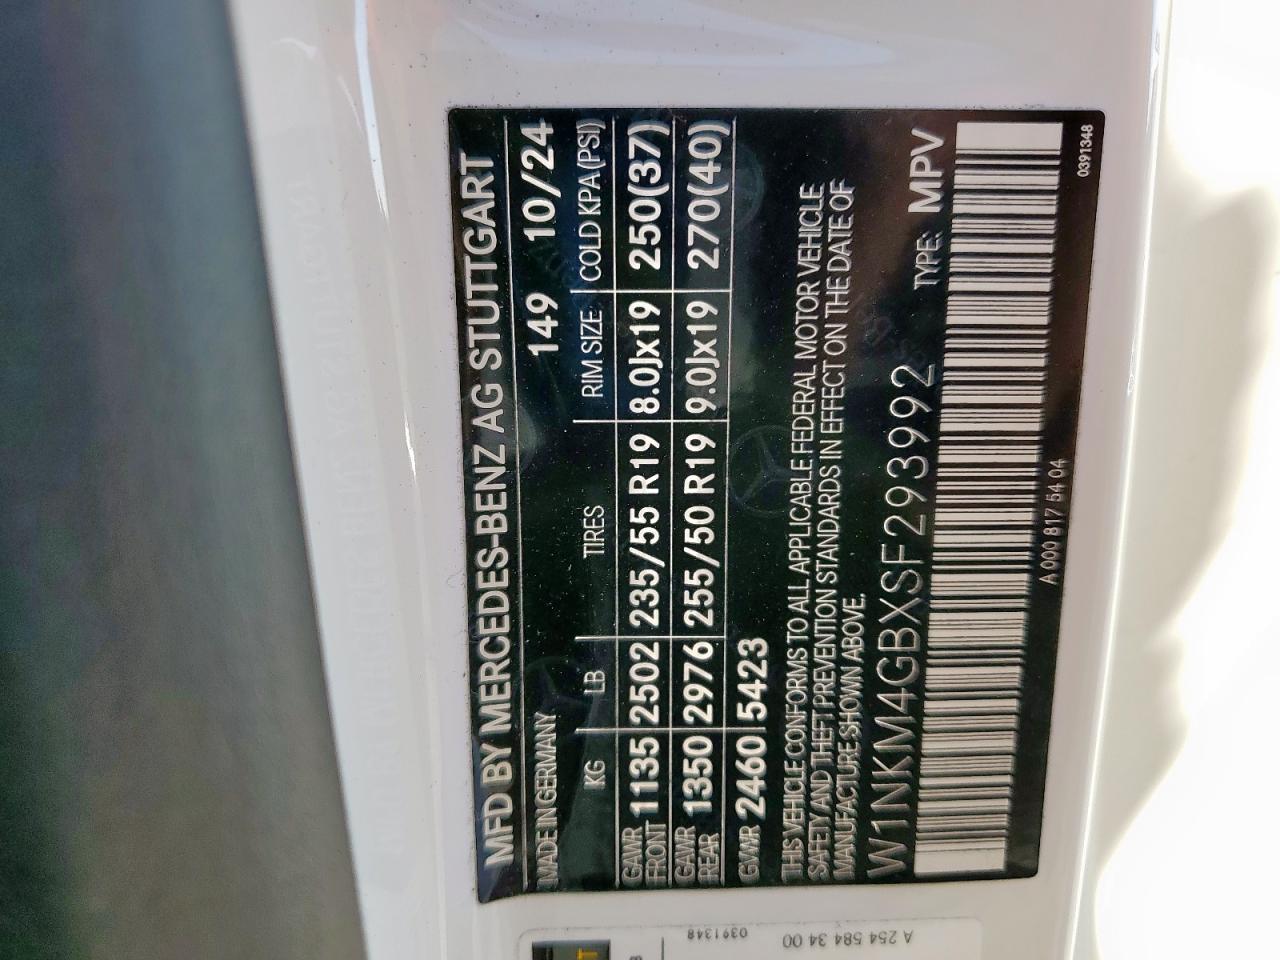 MFD BY MERCEDES-BENZ AG STUTTGART
MADE IN GERMANY 149 10/24
KG LB TIRES RIM SIZE COLD KPA(PSI)
GAWR FRONT 1135 2502 235/55 R19 8.0Jx19 250(37)
GAWR REAR 1350 2976 255/50 R19 9.0Jx19 270(40)
GVWR 2460 5423
THIS VEHICLE CONFORMS TO ALL APPLICABLE FEDERAL MOTOR VEHICLE
SAFETY AND THEFT PREVENTION STANDARDS IN EFFECT ON THE DATE OF
MANUFACTURE SHOWN ABOVE.
W1NKM4GBXSF293992 TYPE: MPV
A 000 817 54 04
0391348
A 254 584 34 00
0391348